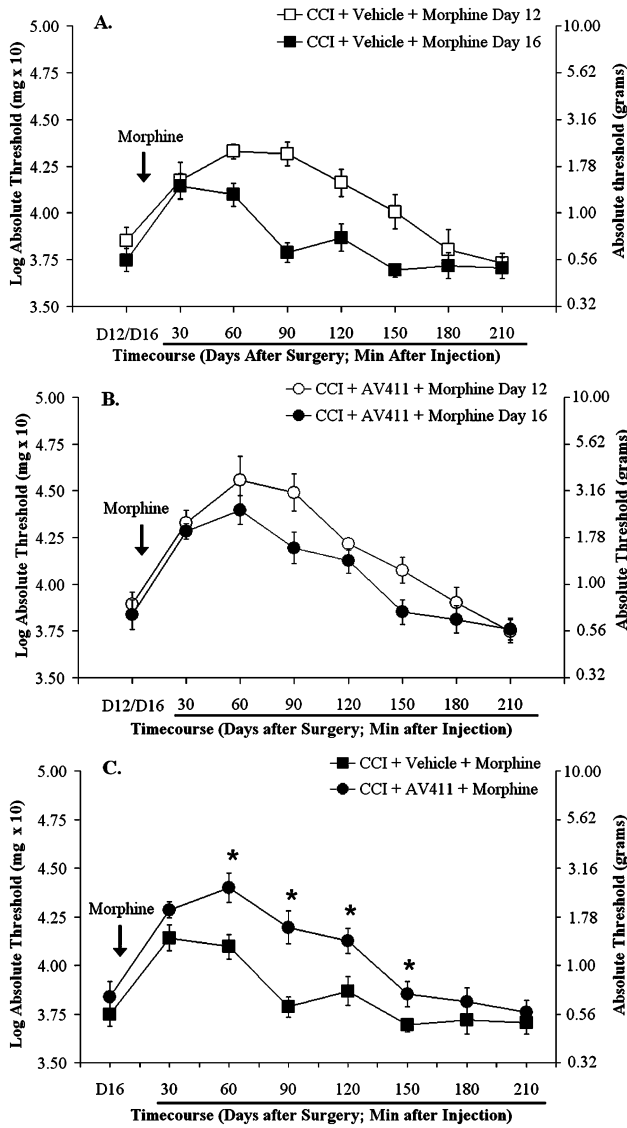 A.
CCI + Vehicle + Morphine Day 12
CCI + Vehicle + Morphine Day 16
Log Absolute Threshold (mg x 10)
5.00
4.75
4.50
4.25
4.00
3.75
3.50
Morphine
10.00
5.62
3.16
1.78
1.00
0.56
0.32
Absolute threshold (grams)
D12/D16 30 60 90 120 150 180 210
Timecourse (Days After Surgery; Min After Injection)
B.
CCI + AV411 + Morphine Day 12
CCI + AV411 + Morphine Day 16
Log Absolute Threshold (mg x 10)
5.00
4.75
4.50
4.25
4.00
3.75
3.50
Morphine
10.00
5.62
3.16
1.78
1.00
0.56
0.32
Absolute Threshold (grams)
D12/D16 30 60 90 120 150 180 210
Timecourse (Days after Surgery; Min after Injection)
C.
CCI + Vehicle + Morphine
CCI + AV411 + Morphine
Log Absolute Threshold (mg x 10)
5.00
4.75
4.50
4.25
4.00
3.75
3.50
Morphine
* * * *
10.00
5.62
3.16
1.78
1.00
0.56
0.32
Absolute Threshold (grams)
D16 30 60 90 120 150 180 210
Timecourse (Days after Surgery; Min after Injection)